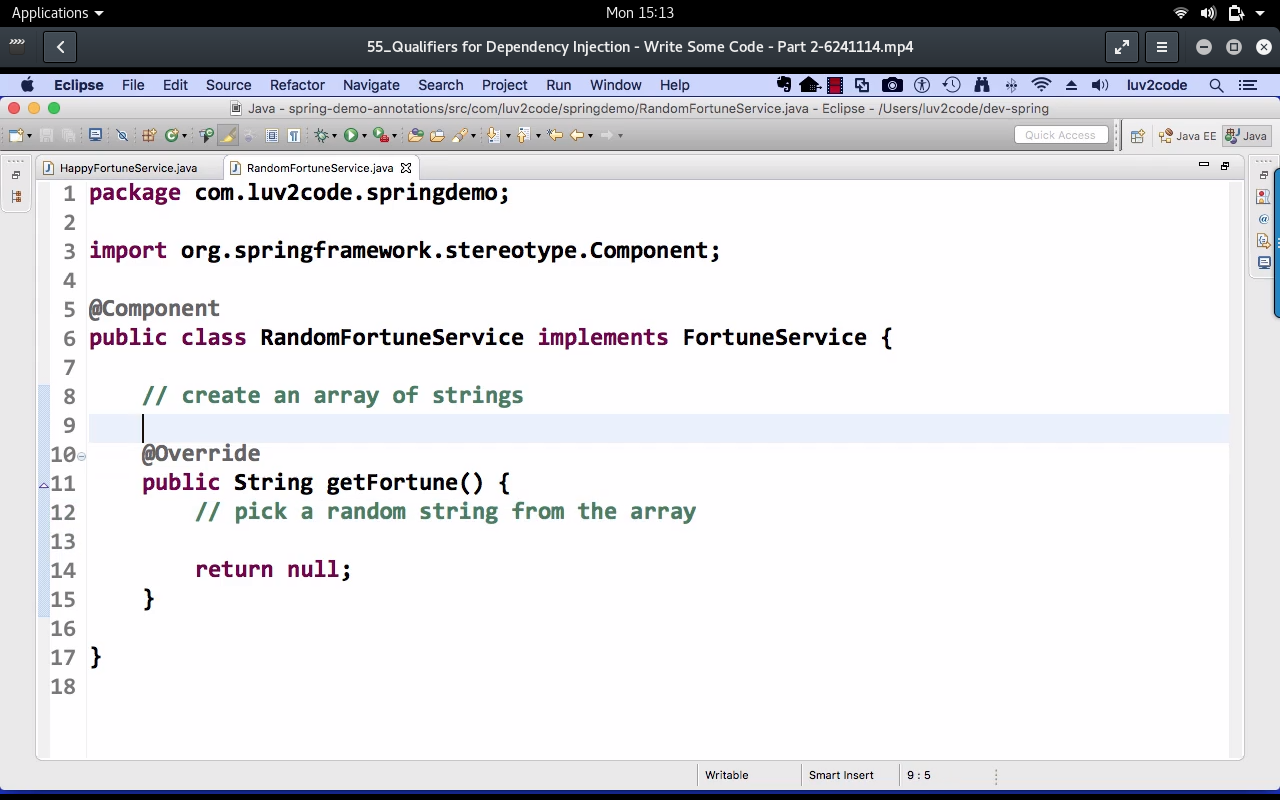 Applications
Mon 15:13
55_Qualifiers for Dependency Injection - Write Some Code - Part 2-6241114.mp4
Eclipse File Edit Source Refactor Navigate Search Project Run Window Help luv2code
Java - spring-demo-annotations/src/com/luv2code/springdemo/RandomFortuneService.java - Eclipse - /Users/luv2code/dev-spring
Quick Access Java EE Java
HappyFortuneService.java RandomFortuneService.java
1 package com.luv2code.springdemo;
2
3 import org.springframework.stereotype.Component;
4
5 @Component
6 public class RandomFortuneService implements FortuneService {
7
8 // create an array of strings
9
10 @Override
11 public String getFortune() {
12 // pick a random string from the array
13
14 return null;
15 }
16
17 }
18
Writable Smart Insert 9 : 5